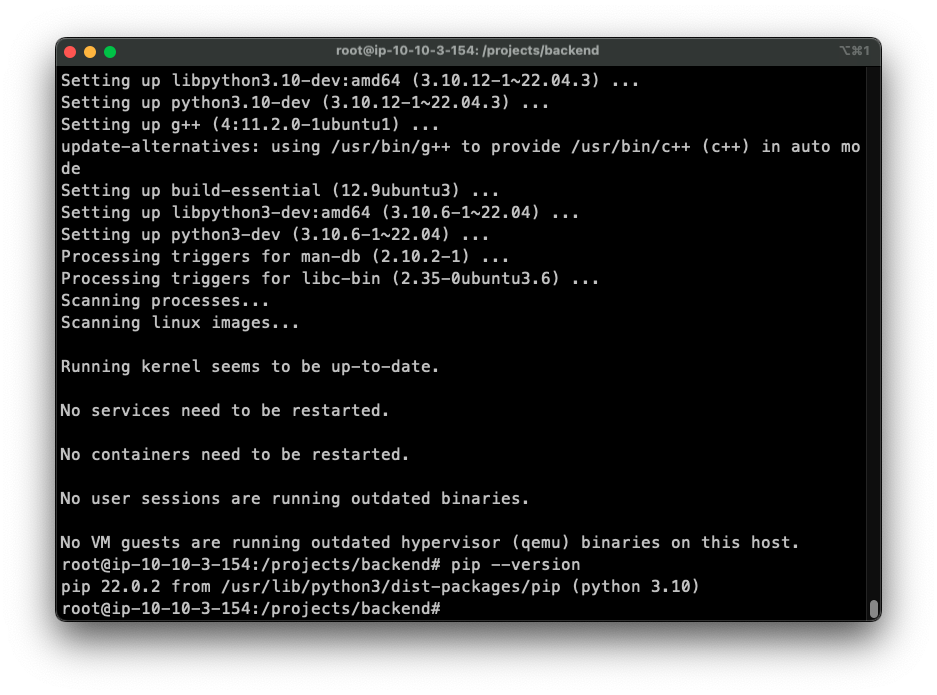 root@ip-10-10-3-154: /projects/backend
⌥⌘1
Setting up libpython3.10-dev:amd64 (3.10.12-1~22.04.3) ...
Setting up python3.10-dev (3.10.12-1~22.04.3) ...
Setting up g++ (4:11.2.0-1ubuntu1) ...
update-alternatives: using /usr/bin/g++ to provide /usr/bin/c++ (c++) in auto mo
de
Setting up build-essential (12.9ubuntu3) ...
Setting up libpython3-dev:amd64 (3.10.6-1~22.04) ...
Setting up python3-dev (3.10.6-1~22.04) ...
Processing triggers for man-db (2.10.2-1) ...
Processing triggers for libc-bin (2.35-0ubuntu3.6) ...
Scanning processes...
Scanning linux images...
Running kernel seems to be up-to-date.
No services need to be restarted.
No containers need to be restarted.
No user sessions are running outdated binaries.
No VM guests are running outdated hypervisor (qemu) binaries on this host.
root@ip-10-10-3-154:/projects/backend# pip --version
pip 22.0.2 from /usr/lib/python3/dist-packages/pip (python 3.10)
root@ip-10-10-3-154:/projects/backend#